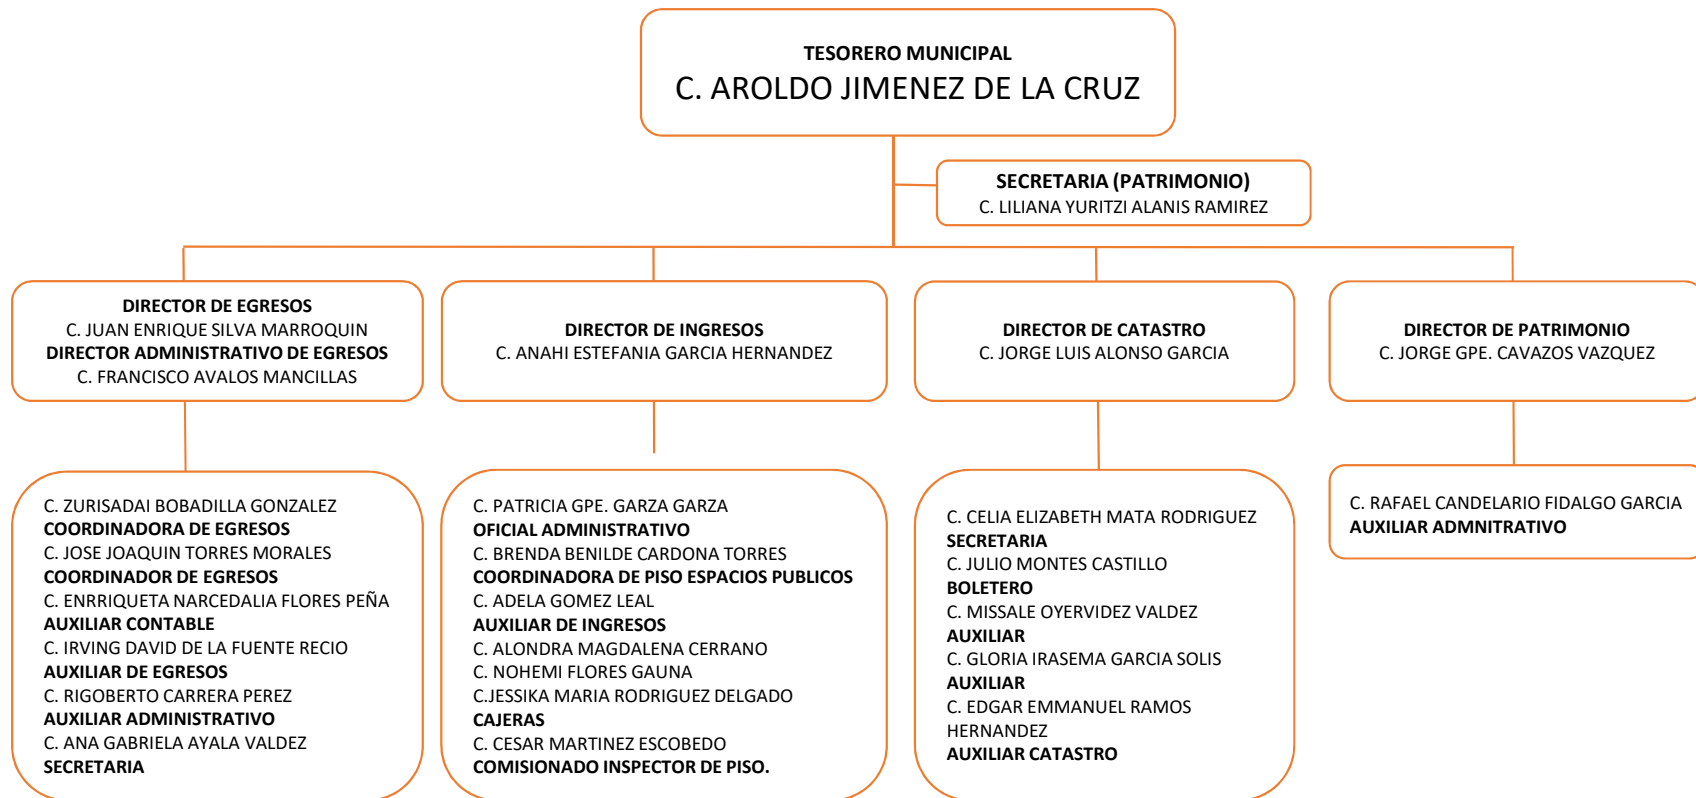 TESORERO MUNICIPAL
C. AROLDO JIMENEZ DE LA CRUZ
SECRETARIA (PATRIMONIO)
C. LILIANA YURITZI ALANIS RAMIREZ
DIRECTOR DE EGRESOS
C. JUAN ENRIQUE SILVA MARROQUIN
DIRECTOR ADMINISTRATIVO DE EGRESOS
C. FRANCISCO AVALOS MANCILLAS
DIRECTOR DE INGRESOS
C. ANAHI ESTEFANIA GARCIA HERNANDEZ
DIRECTOR DE CATASTRO
C. JORGE LUIS ALONSO GARCIA
DIRECTOR DE PATRIMONIO
C. JORGE GPE. CAVAZOS VAZQUEZ
C. ZURISADAI BOBADILLA GONZALEZ
COORDINADORA DE EGRESOS
C. JOSE JOAQUIN TORRES MORALES
COORDINADOR DE EGRESOS
C. ENRRIQUETA NARCEDALIA FLORES PEÑA
AUXILIAR CONTABLE
C. IRVING DAVID DE LA FUENTE RECIO
AUXILIAR DE EGRESOS
C. RIGOBERTO CARRERA PEREZ
AUXILIAR ADMINISTRATIVO
C. ANA GABRIELA AYALA VALDEZ
SECRETARIA
C. PATRICIA GPE. GARZA GARZA
OFICIAL ADMINISTRATIVO
C. BRENDA BENILDE CARDONA TORRES
COORDINADORA DE PISO ESPACIOS PUBLICOS
C. ADELA GOMEZ LEAL
AUXILIAR DE INGRESOS
C. ALONDRA MAGDALENA CERRANO
C. NOHEMI FLORES GAUNA
C.JESSIKA MARIA RODRIGUEZ DELGADO
CAJERAS
C. CESAR MARTINEZ ESCOBEDO
COMISIONADO INSPECTOR DE PISO.
C. CELIA ELIZABETH MATA RODRIGUEZ
SECRETARIA
C. JULIO MONTES CASTILLO
BOLETERO
C. MISSALE OYERVIDEZ VALDEZ
AUXILIAR
C. GLORIA IRASEMA GARCIA SOLIS
AUXILIAR
C. EDGAR EMMANUEL RAMOS
HERNANDEZ
AUXILIAR CATASTRO
C. RAFAEL CANDELARIO FIDALGO GARCIA
AUXILIAR ADMNITRATIVO